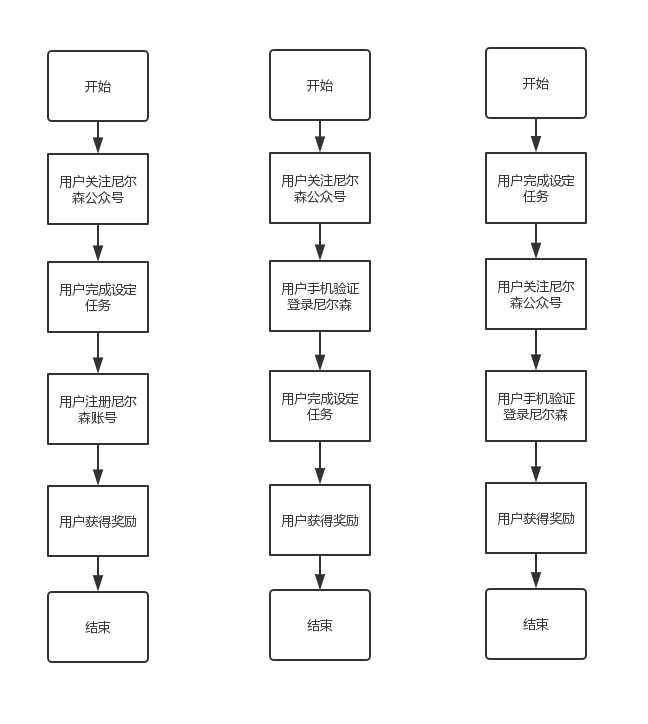 开始
用户关注尼尔
森公众号
用户完成设定
任务
用户注册尼尔
森账号
用户获得奖励
结束
开始
用户关注尼尔
森公众号
用户手机验证
登录尼尔森
用户完成设定
任务
用户获得奖励
结束
开始
用户完成设定
任务
用户关注尼尔
森公众号
用户手机验证
登录尼尔森
用户获得奖励
结束